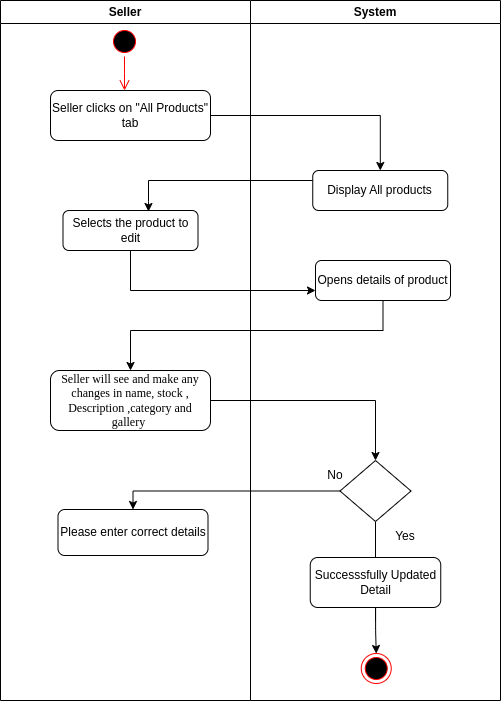 Seller
System
Seller clicks on "All Products"
tab
Display All products
Selects the product to
edit
Opens details of product
Seller will see and make any
changes in name, stock ,
Description ,category and
gallery
No
Please enter correct details
Yes
Successsfully Updated
Detail